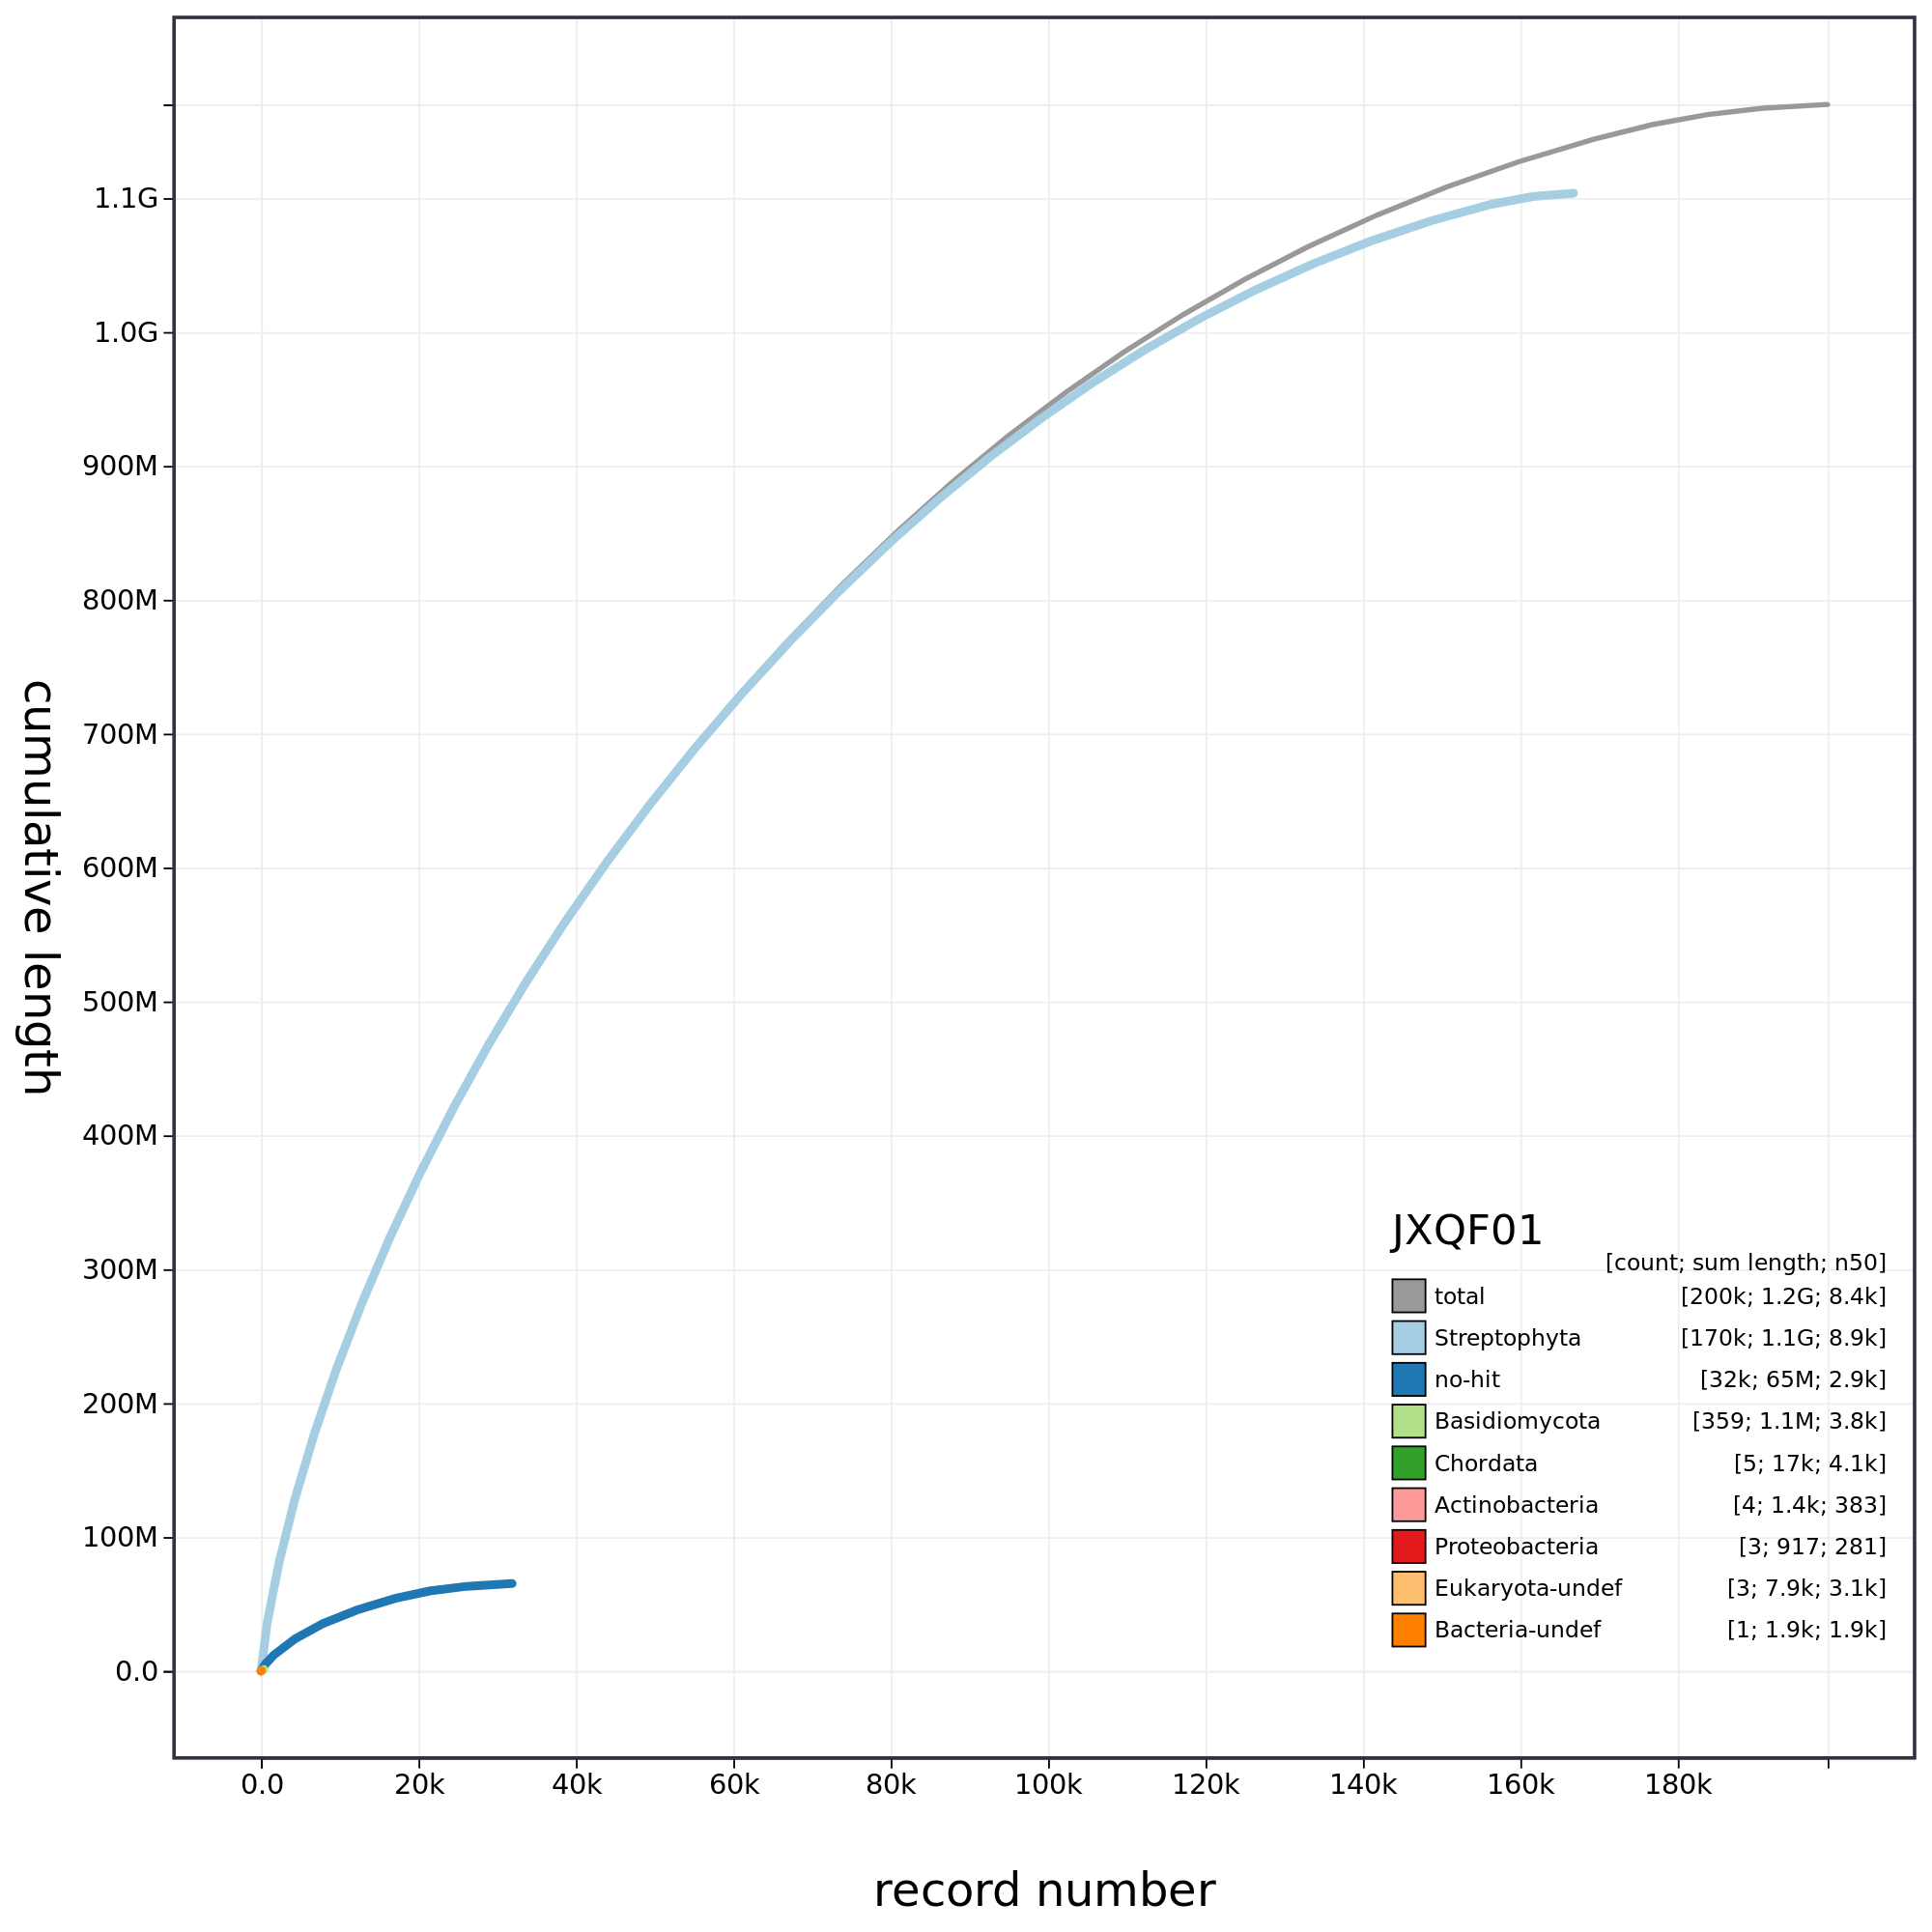 1.1G
1.0G
900M
800M
700M
600M
500M
400M
300M
200M
100M
0.0
cumulative length
JXQF01
[count; sum length; n50]
total [200k; 1.2G; 8.4k]
Streptophyta [170k; 1.1G; 8.9k]
no-hit [32k; 65M; 2.9k]
Basidiomycota [359; 1.1M; 3.8k]
Chordata [5; 17k; 4.1k]
Actinobacteria [4; 1.4k; 383]
Proteobacteria [3; 917; 281]
Eukaryota-undef [3; 7.9k; 3.1k]
Bacteria-undef [1; 1.9k; 1.9k]
0.0 20k 40k 60k 80k 100k 120k 140k 160k 180k
record number